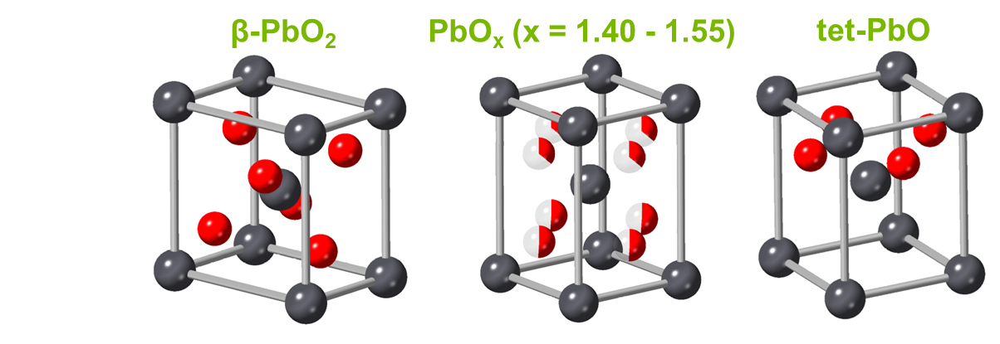 β-PbO₂
PbOₓ (x = 1.40 - 1.55)
tet-PbO